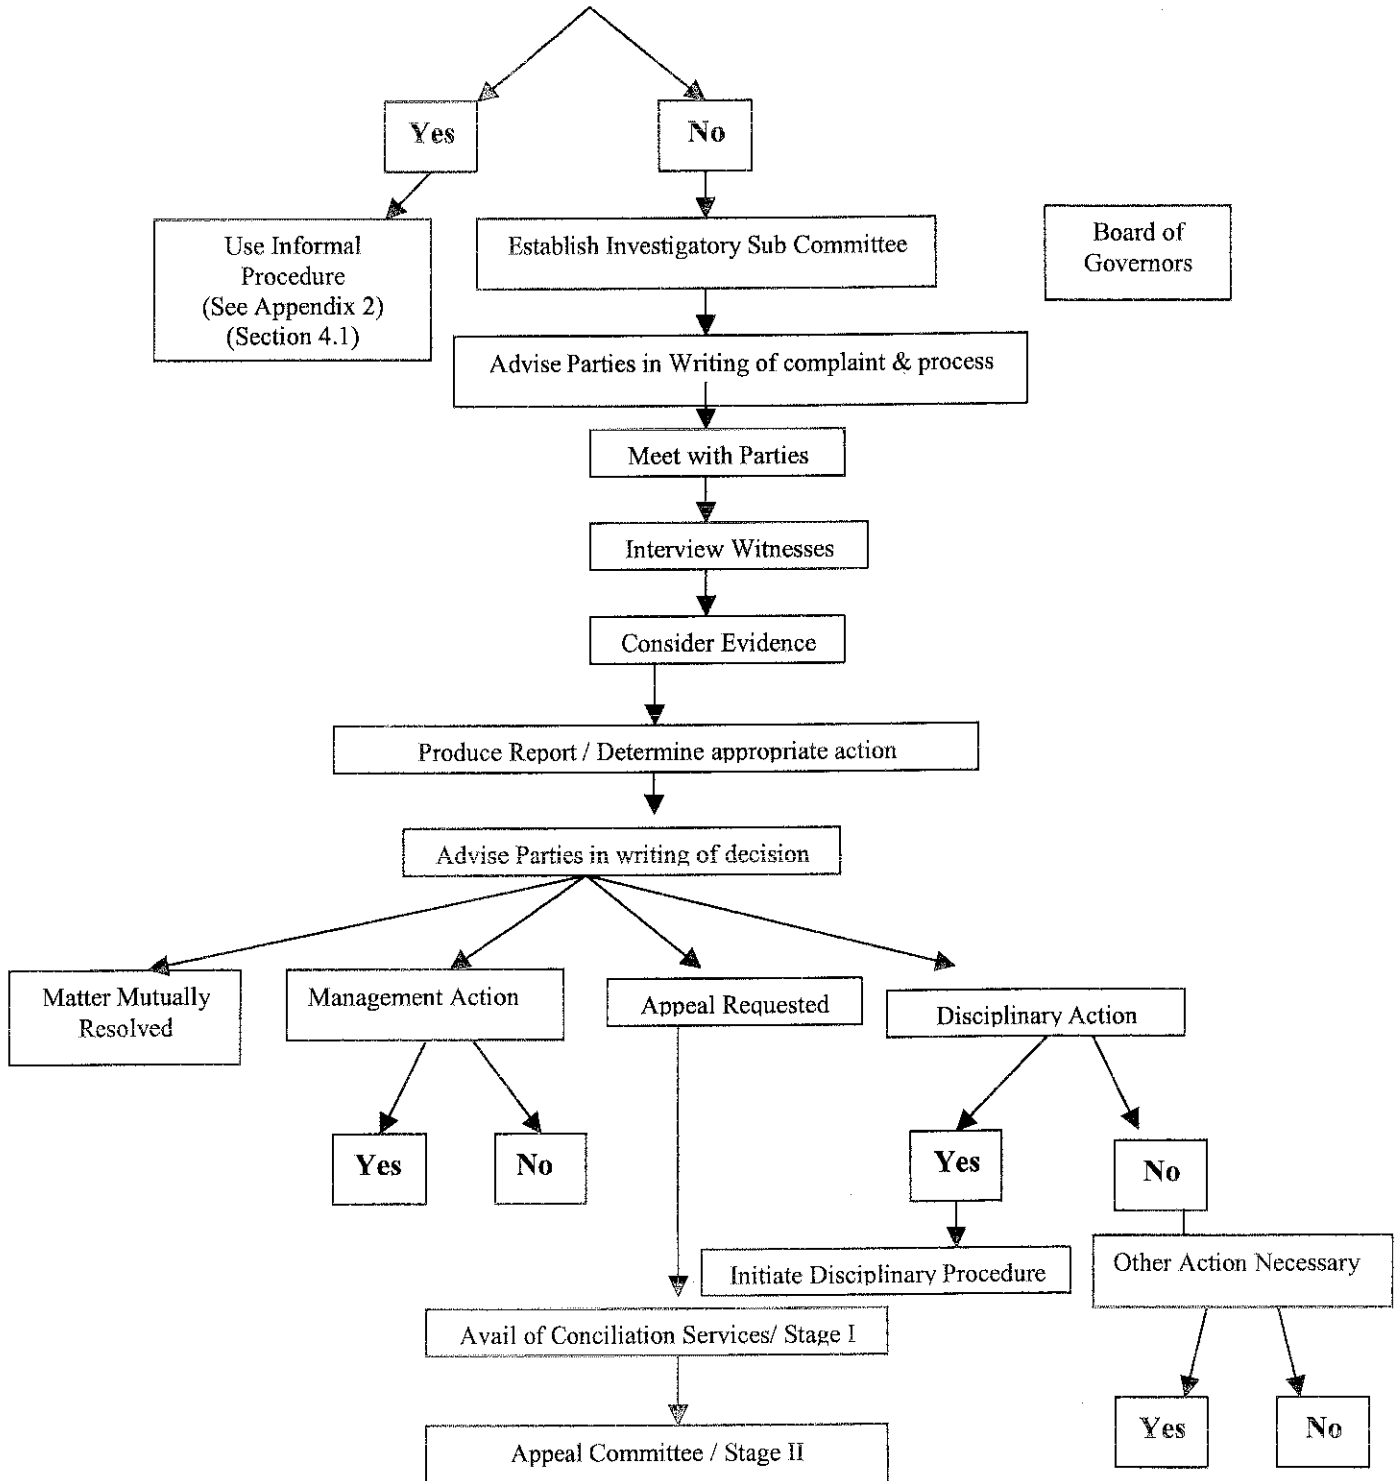 Yes
No
Use Informal
Procedure
(See Appendix 2)
(Section 4.1)
Establish Investigatory Sub Committee
Board of
Governors
Advise Parties in Writing of complaint & process
Meet with Parties
Interview Witnesses
Consider Evidence
Produce Report / Determine appropriate action
Advise Parties in writing of decision
Matter Mutually
Resolved
Management Action
Appeal Requested
Disciplinary Action
Yes
No
Yes
No
Initiate Disciplinary Procedure
Other Action Necessary
Avail of Conciliation Services/ Stage I
Yes
No
Appeal Committee / Stage II